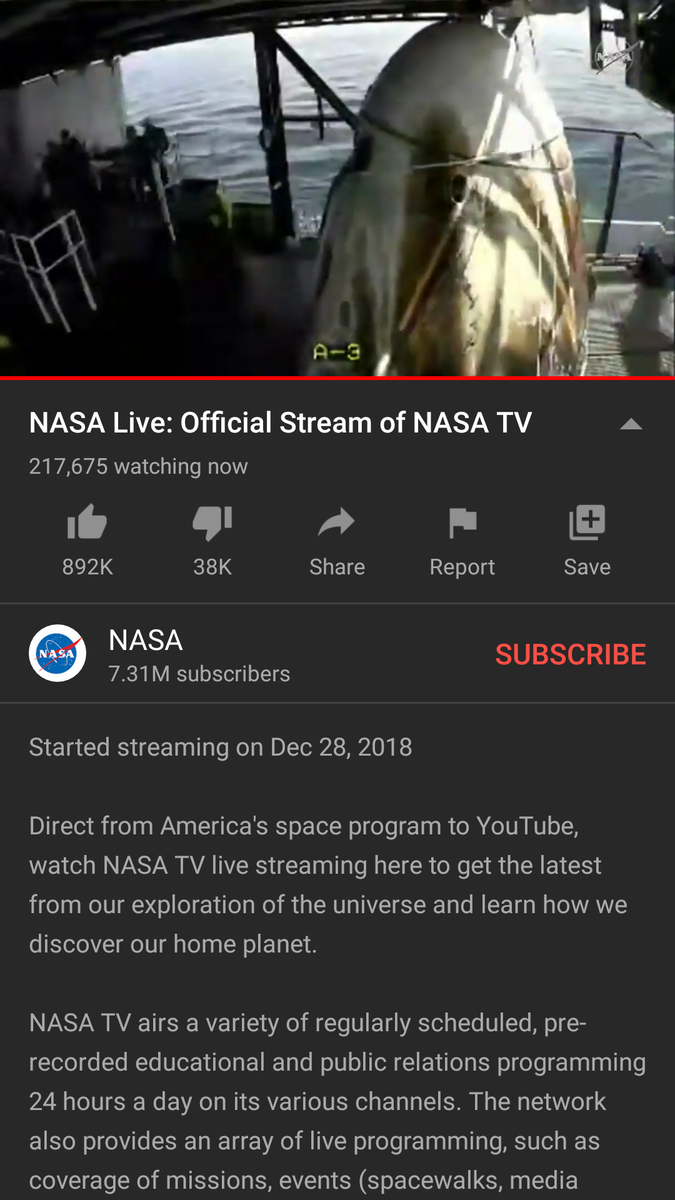 NASA
A-3
NASA Live: Official Stream of NASA TV
217,675 watching now
892K
38K
Share
Report
Save
NASA
NASA
7.31M subscribers
SUBSCRIBE
Started streaming on Dec 28, 2018
Direct from America's space program to YouTube,
watch NASA TV live streaming here to get the latest
from our exploration of the universe and learn how we
discover our home planet.
NASA TV airs a variety of regularly scheduled, pre-
recorded educational and public relations programming
24 hours a day on its various channels. The network
also provides an array of live programming, such as
coverage of missions, events (spacewalks, media